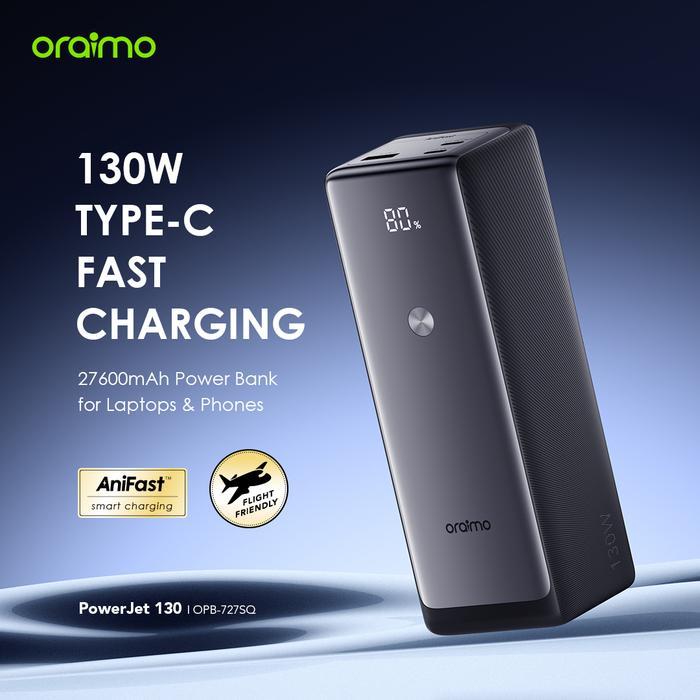 oraimo
130W
TYPE-C
FAST
CHARGING
27600mAh Power Bank
for Laptops & Phones
AniFast™
smart charging
FLIGHT
FRIENDLY
PowerJet 130 | OPB-727SQ
AniFast
80%
oraimo
130W